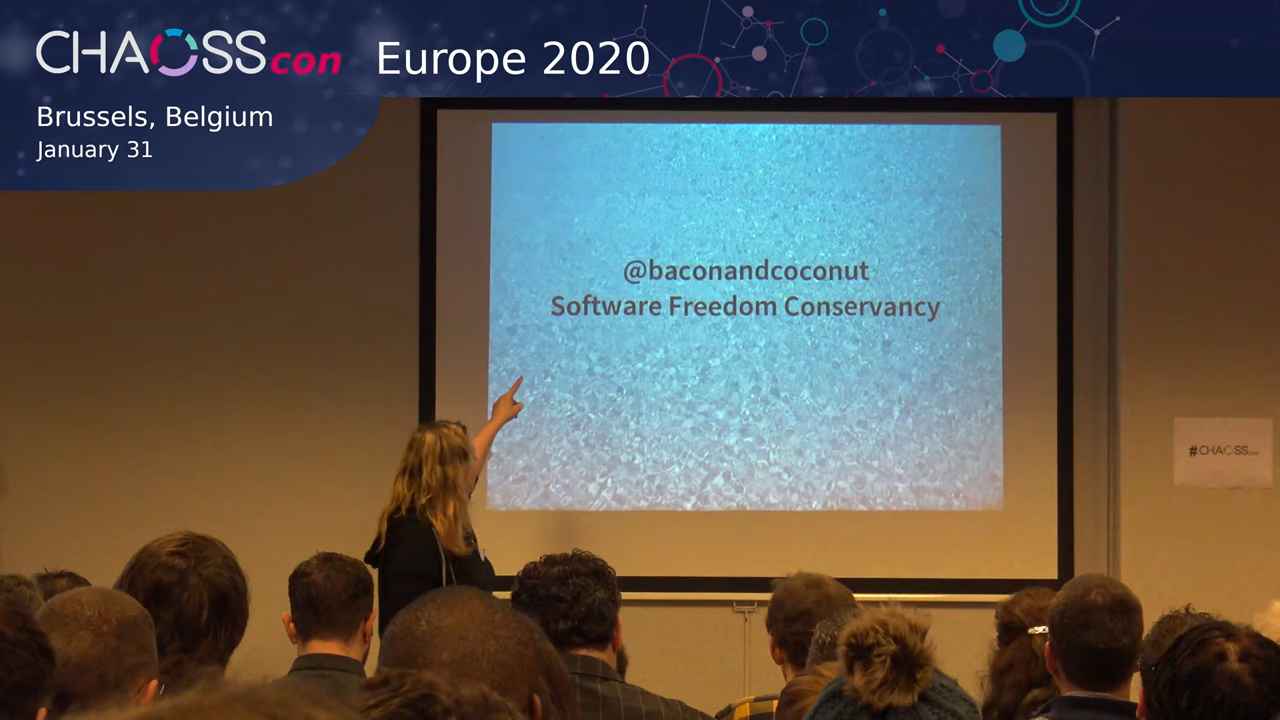 CHAOSScon Europe 2020
Brussels, Belgium
January 31
@baconandcoconut
Software Freedom Conservancy
#CHAOSScon